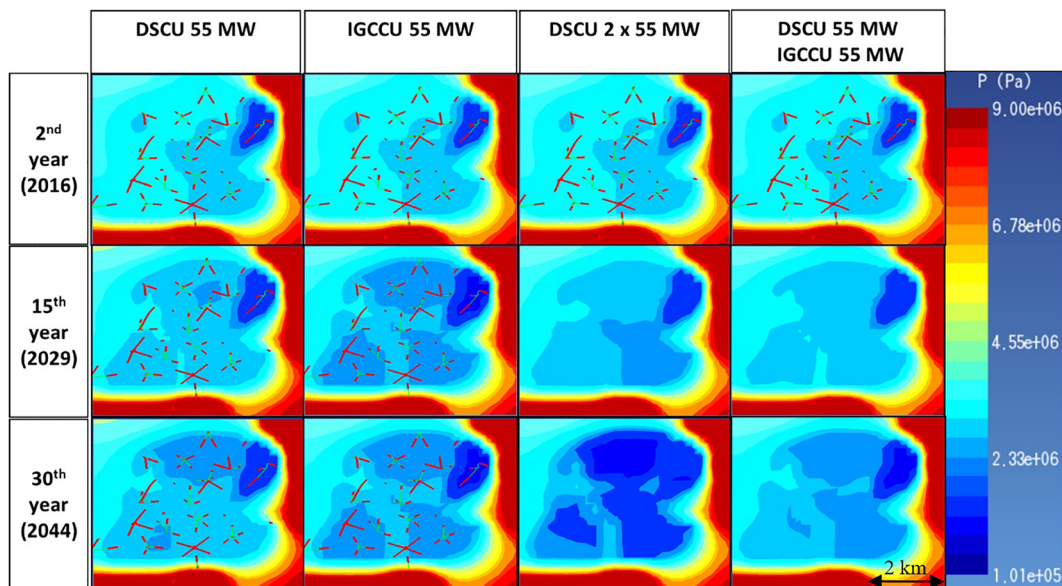 DSCU 55 MW
IGCCU 55 MW
DSCU 2 x 55 MW
DSCU 55 MW
IGCCU 55 MW
P (Pa)
9.00e+06
6.78e+06
4.55e+06
2.33e+06
1.01e+05
2nd
year
(2016)
15th
year
(2029)
30th
year
(2044)
2 km